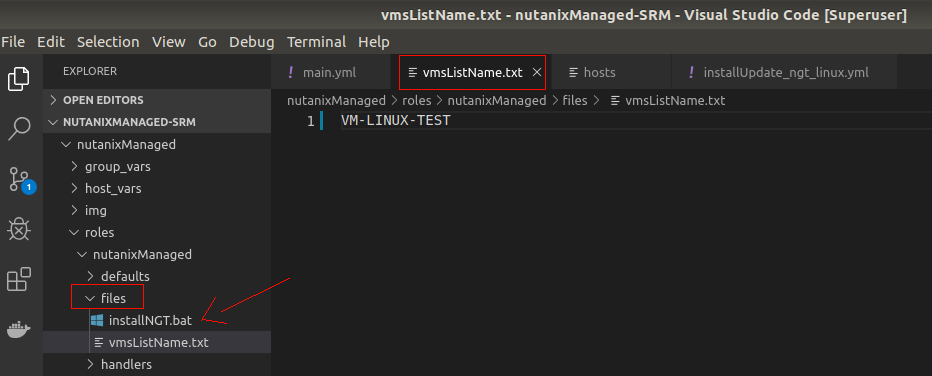 vmsListName.txt - nutanixManaged-SRM - Visual Studio Code [Superuser]
File Edit Selection View Go Debug Terminal Help
EXPLORER
! main.yml
vmsListName.txt ×
hosts
! installUpdate_ngt_linux.yml
nutanixManaged > roles > nutanixManaged > files > vmsListName.txt
1 VM-LINUX-TEST
OPEN EDITORS
NUTANIXMANAGED-SRM
nutanixManaged
group_vars
host_vars
1
img
roles
nutanixManaged
defaults
files
installNGT.bat
vmsListName.txt
handlers